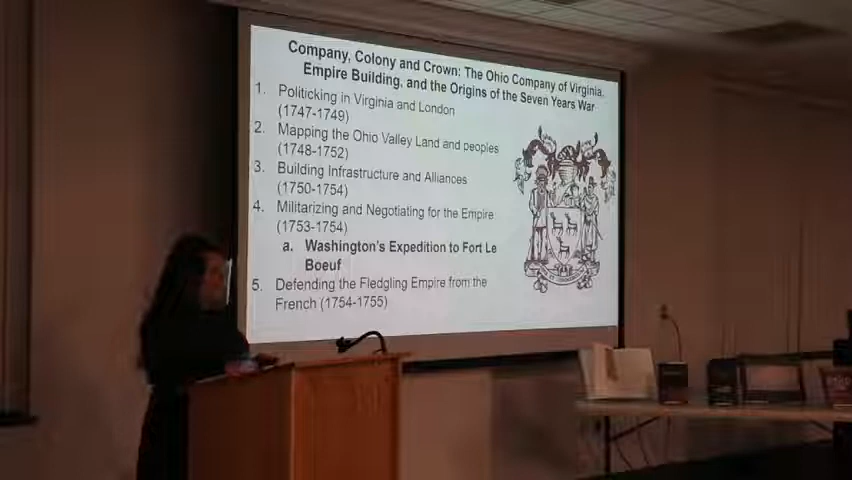 Company, Colony and Crown: The Ohio Company of Virginia,
Empire Building, and the Origins of the Seven Years War
1. Politicking in Virginia and London
(1747-1749)
2. Mapping the Ohio Valley Land and peoples
(1748-1752)
3. Building Infrastructure and Alliances
(1750-1754)
4. Militarizing and Negotiating for the Empire
(1753-1754)
a. Washington's Expedition to Fort Le
Boeuf
5. Defending the Fledgling Empire from the
French (1754-1755)